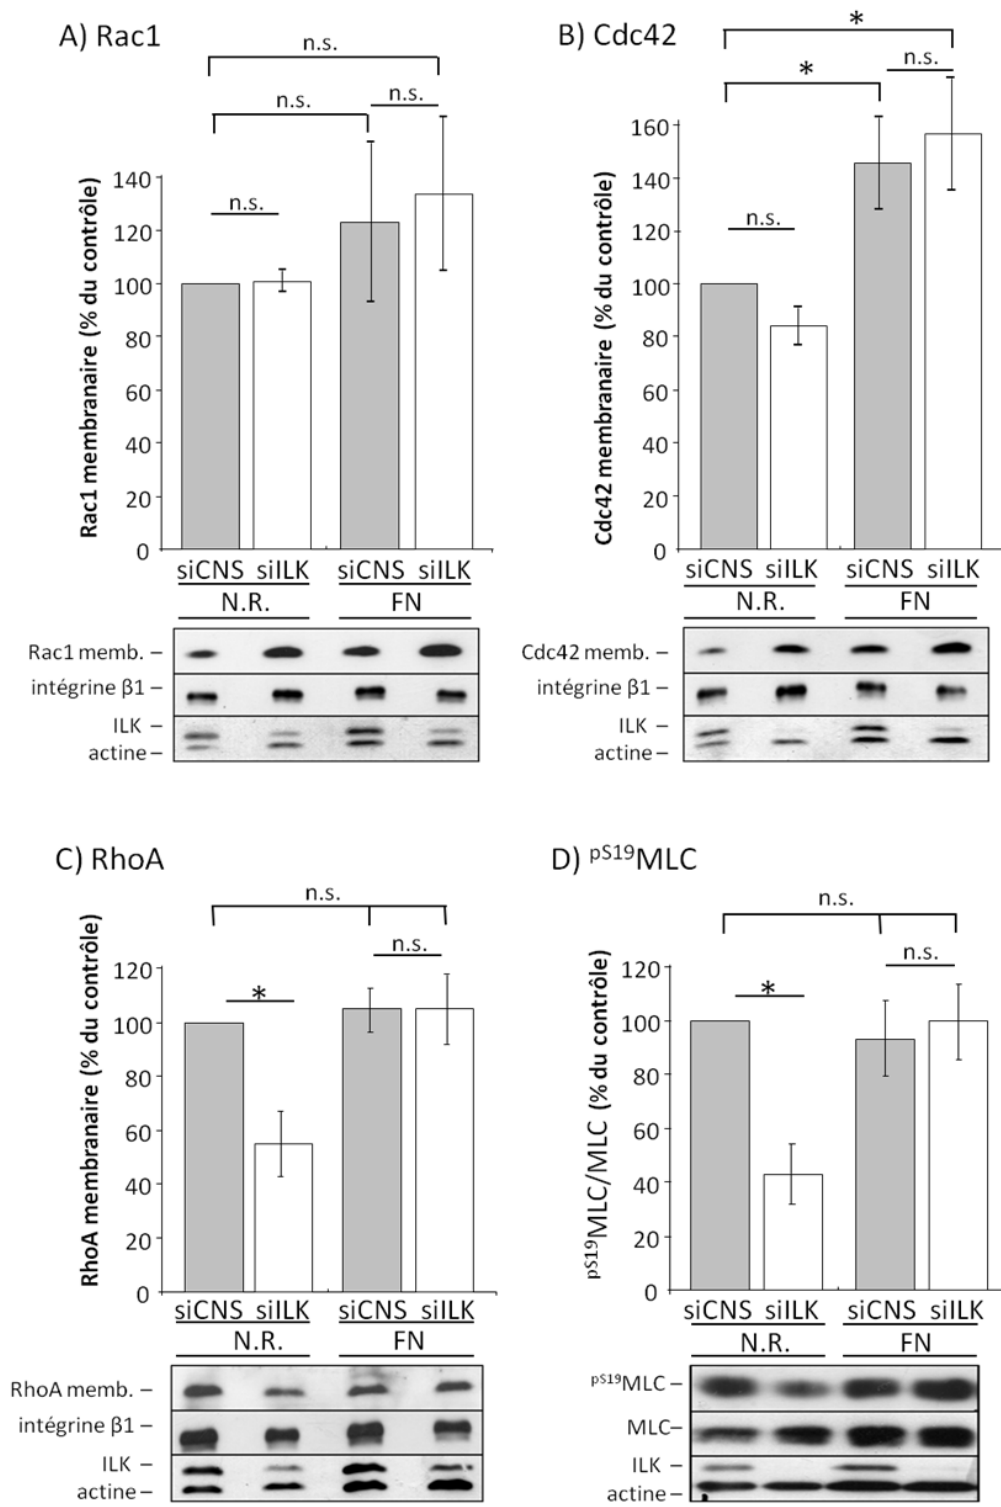 A) Rac1
n.s.
n.s.
n.s.
n.s.
Rac1 membranaire (% du contrôle)
140
120
100
80
60
40
20
0
siCNS siILK siCNS siILK
N.R. FN
Rac1 memb. –
intégrine β1 –
ILK –
actine –
B) Cdc42
*
*
n.s.
n.s.
Cdc42 membranaire (% du contrôle)
160
140
120
100
80
60
40
20
0
siCNS siILK siCNS siILK
N.R. FN
Cdc42 memb. –
intégrine β1 –
ILK –
actine –
C) RhoA
n.s.
n.s.
*
RhoA membranaire (% du contrôle)
120
100
80
60
40
20
0
siCNS siILK siCNS siILK
N.R. FN
RhoA memb. –
intégrine β1 –
ILK –
actine –
D) pS19MLC
n.s.
n.s.
*
pS19MLC/MLC (% du contrôle)
120
100
80
60
40
20
0
siCNS siILK siCNS siILK
N.R. FN
pS19MLC –
MLC–
ILK –
actine –